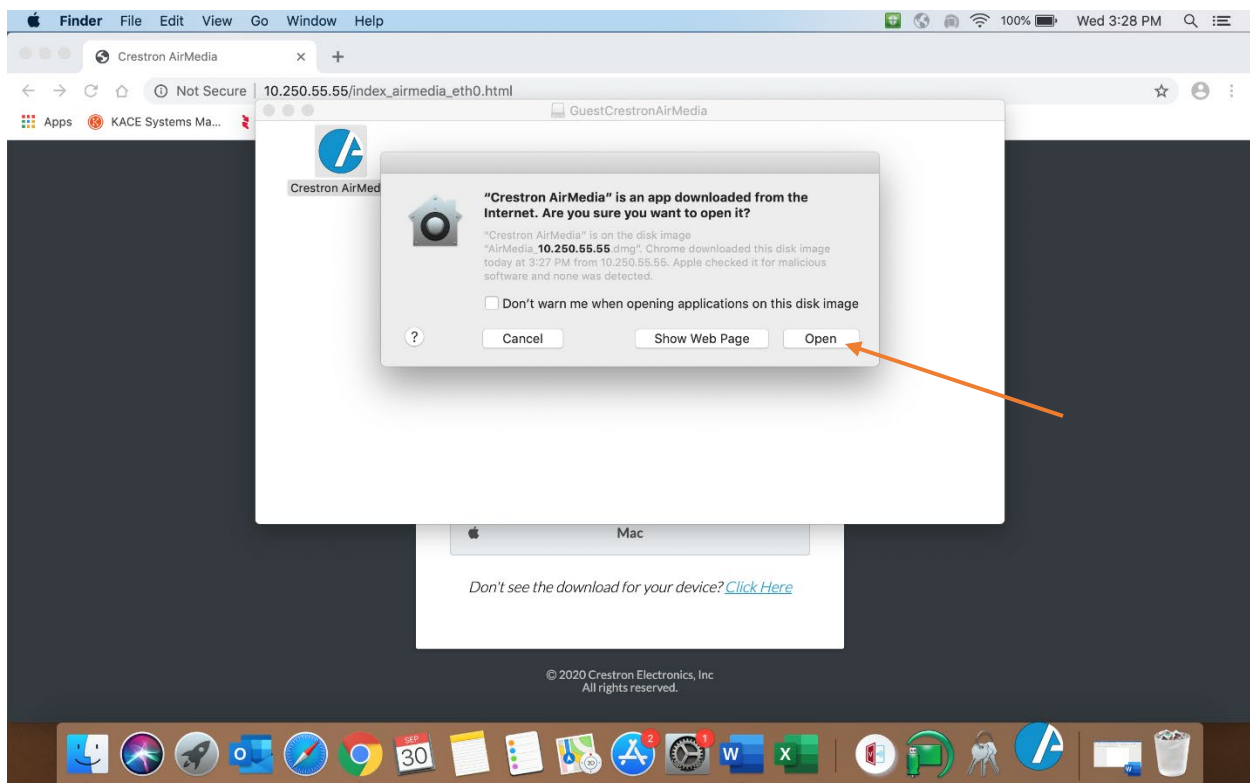 Finder File Edit View Go Window Help 100% Wed 3:28 PM
Crestron AirMedia
Not Secure | 10.250.55.55/index_airmedia_eth0.html
Apps KACE Systems Ma...
GuestCrestronAirMedia
Crestron AirMed
"Crestron AirMedia" is an app downloaded from the
Internet. Are you sure you want to open it?
"Crestron AirMedia" is on the disk image
"AirMedia_10.250.55.55.dmg". Chrome downloaded this disk image
today at 3:27 PM from 10.250.55.55. Apple checked it for malicious
software and none was detected.
Don't warn me when opening applications on this disk image
? Cancel Show Web Page Open
Mac
Don't see the download for your device? Click Here
© 2020 Crestron Electronics, Inc
All rights reserved.
SEP
30
2
1
W
X